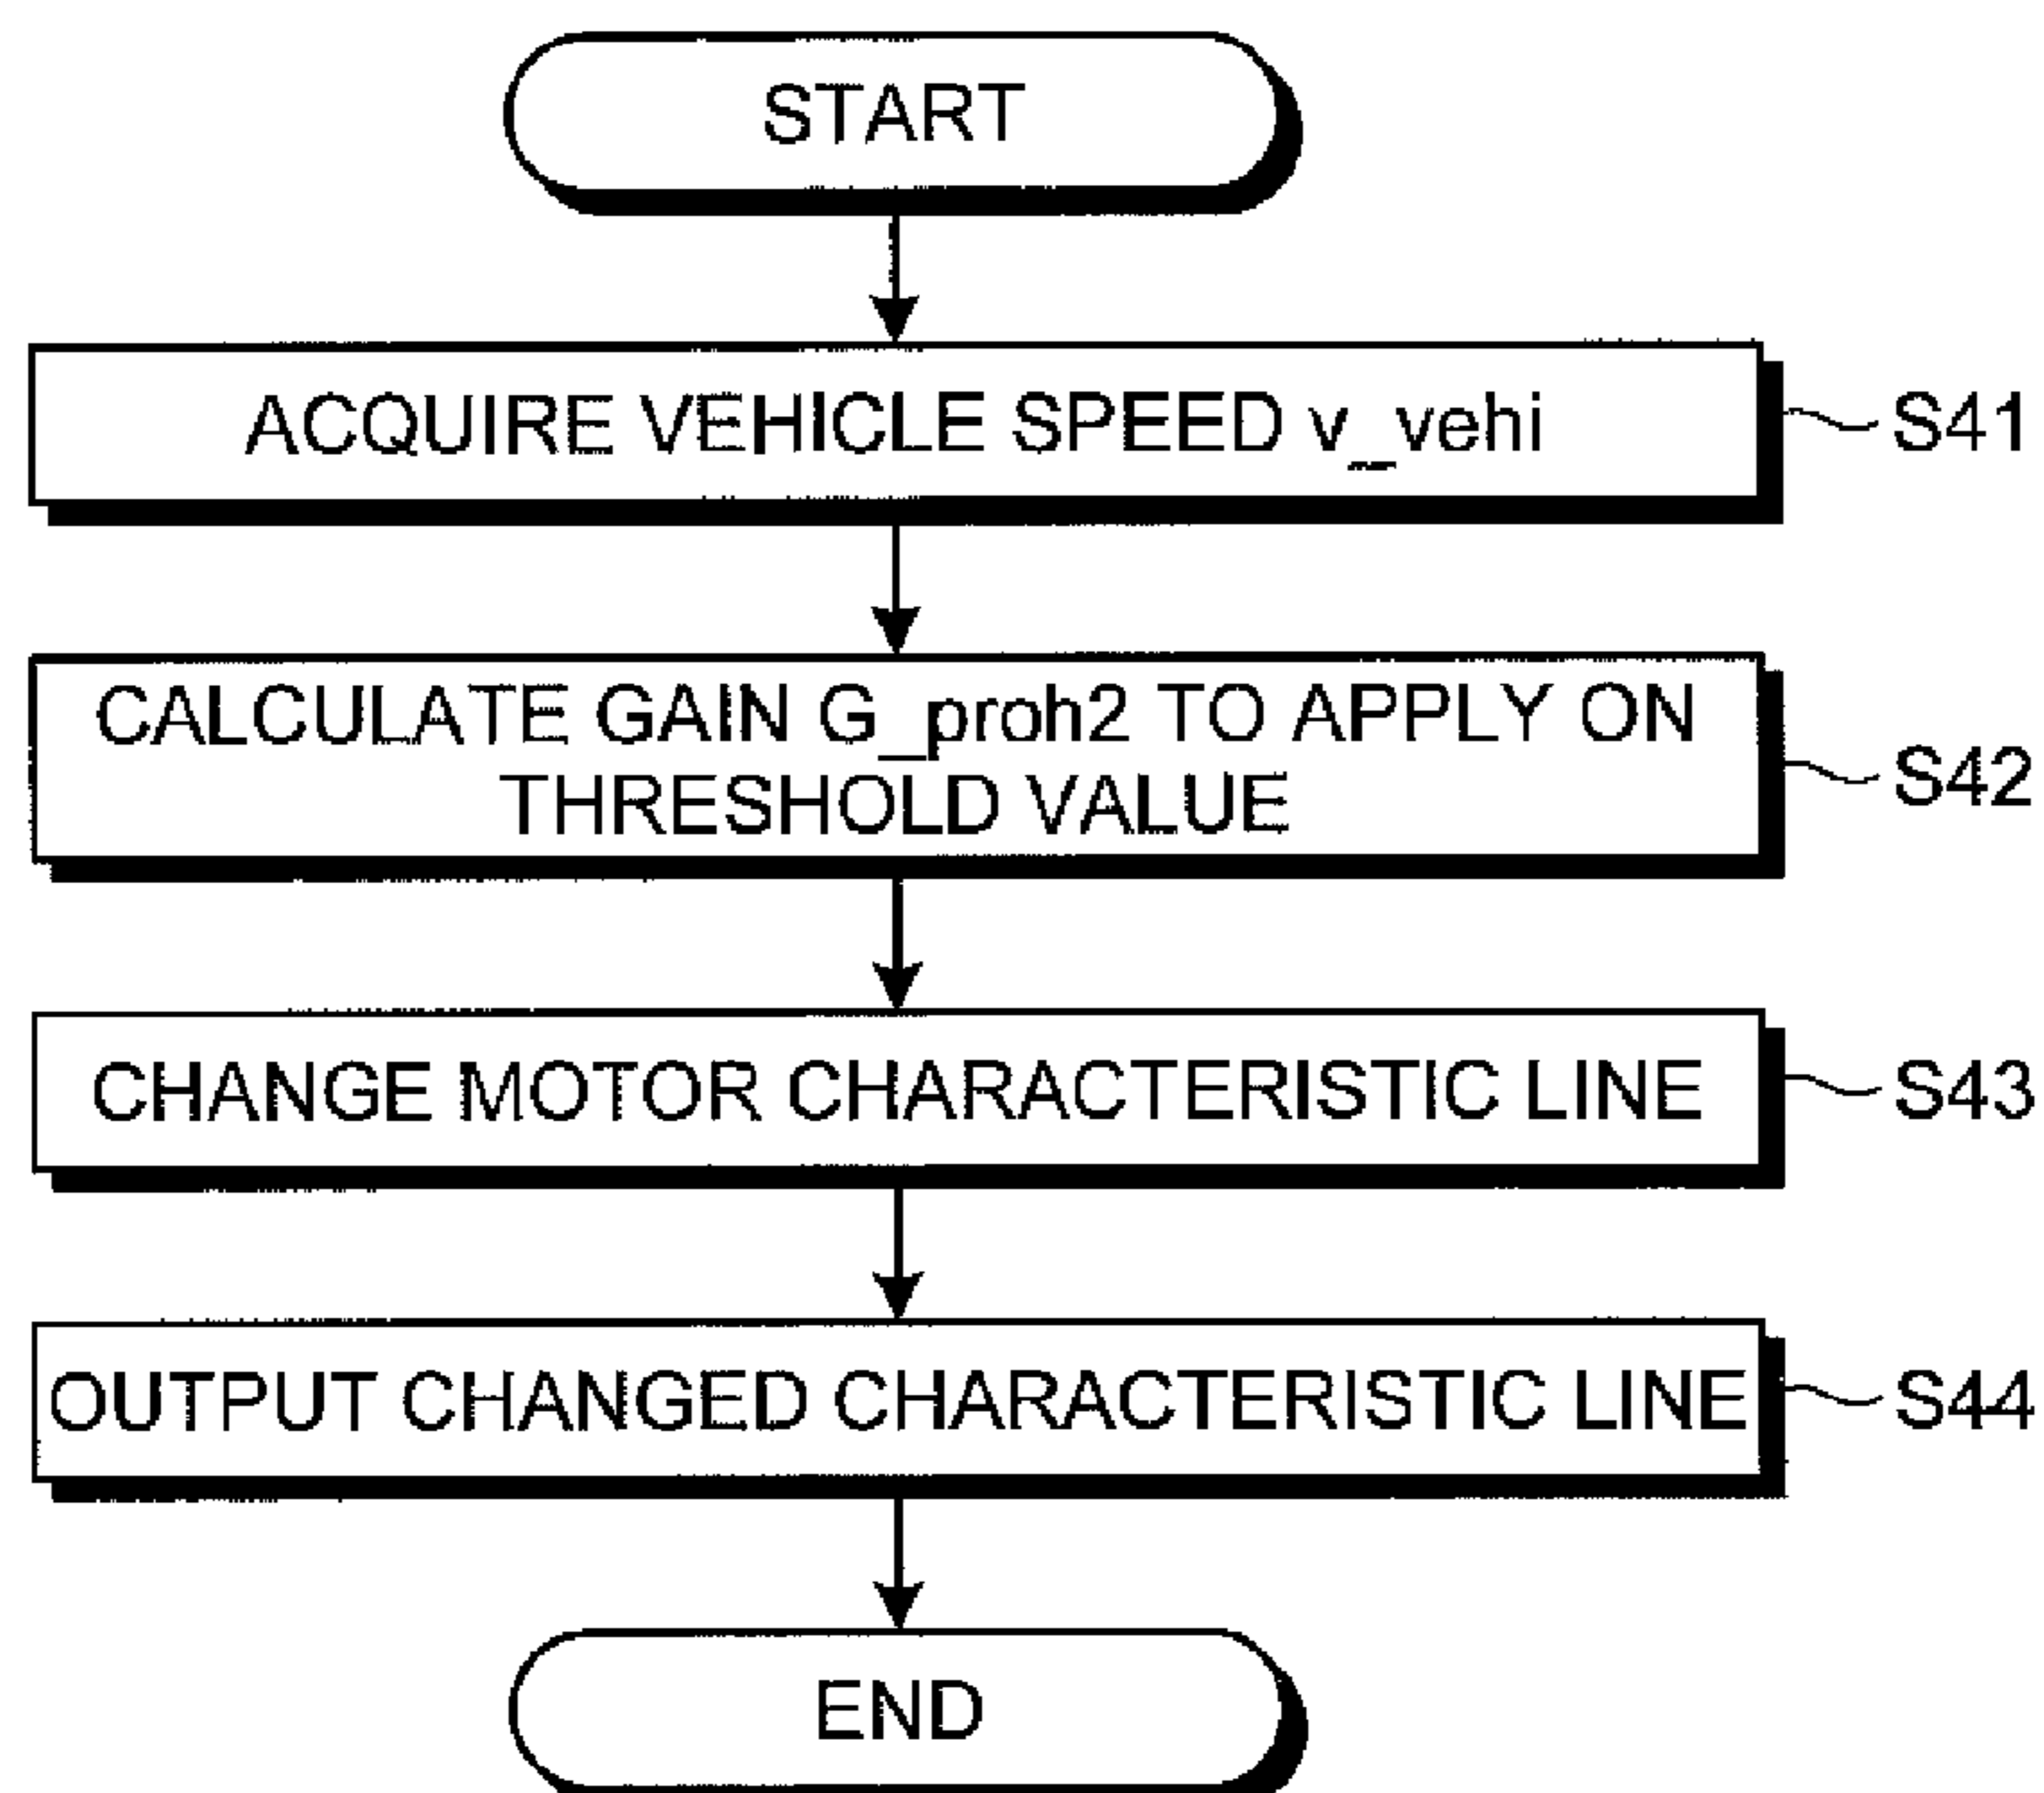 START
ACQUIRE VEHICLE SPEED v_vehi
S41
CALCULATE GAIN G_proh2 TO APPLY ON
THRESHOLD VALUE
S42
CHANGE MOTOR CHARACTERISTIC LINE
S43
OUTPUT CHANGED CHARACTERISTIC LINE
S44
END